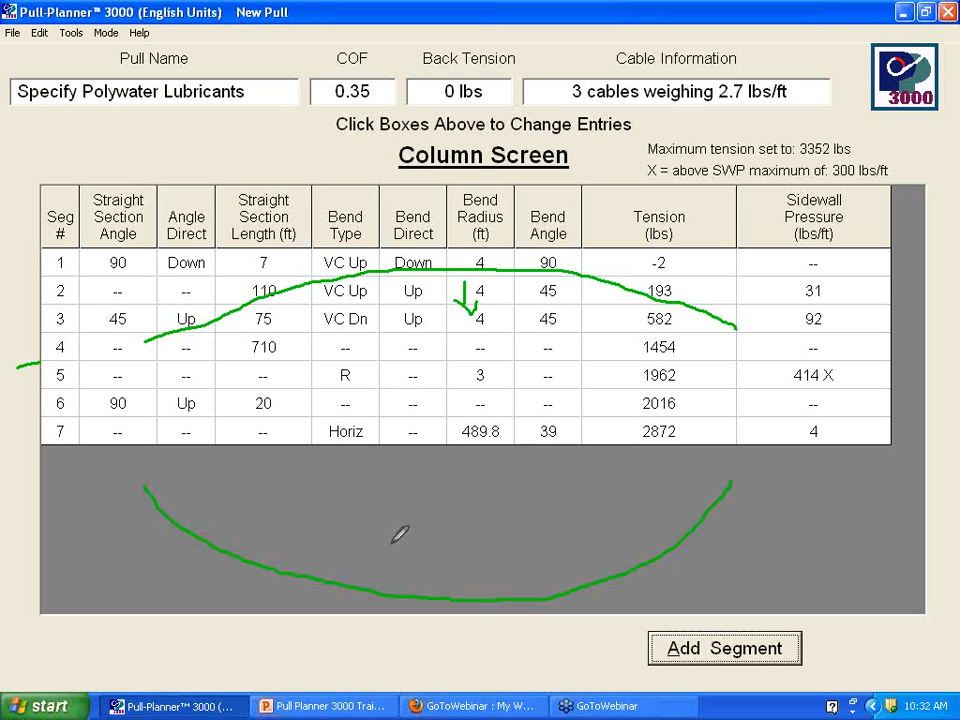 Pull-Planner™ 3000 (English Units)    New Pull
File  Edit  Tools  Mode  Help
Pull Name  COF  Back Tension  Cable Information
Specify Polywater Lubricants  0.35  0 lbs  3 cables weighing 2.7 lbs/ft
3000
Click Boxes Above to Change Entries
Column Screen
Maximum tension set to: 3352 lbs
X = above SWP maximum of: 300 lbs/ft
Seg #  Straight Section Angle  Angle Direct  Straight Section Length (ft)  Bend Type  Bend Direct  Bend Radius (ft)  Bend Angle  Tension (lbs)  Sidewall Pressure (lbs/ft)
1  90  Down  7  VC Up  Down  4  90  -2  --
2  --  --  110  VC Up  Up  4  45  193  31
3  45  Up  75  VC Dn  Up  4  45  582  92
4  --  --  710  --  --  --  --  1454  --
5  --  --  --  R  --  3  --  1962  414 X
6  90  Up  20  --  --  --  --  2016  --
7  --  --  --  Horiz  --  489.8  39  2872  4
Add Segment
start  Pull-Planner™ 3000 (...  Pull Planner 3000 Trai...  GoToWebinar : My W...  GoToWebinar  10:32 AM